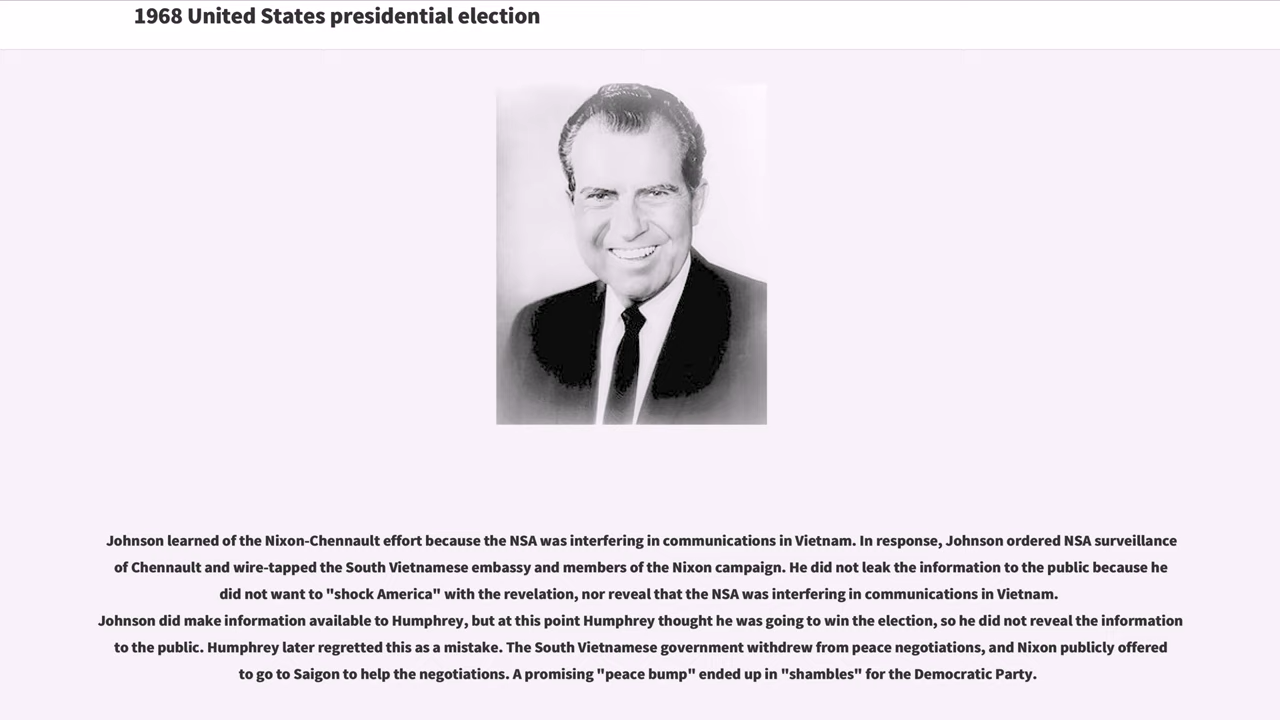 1968 United States presidential election
Johnson learned of the Nixon-Chennault effort because the NSA was interfering in communications in Vietnam. In response, Johnson ordered NSA surveillance
of Chennault and wire-tapped the South Vietnamese embassy and members of the Nixon campaign. He did not leak the information to the public because he
did not want to "shock America" with the revelation, nor reveal that the NSA was interfering in communications in Vietnam.
Johnson did make information available to Humphrey, but at this point Humphrey thought he was going to win the election, so he did not reveal the information
to the public. Humphrey later regretted this as a mistake. The South Vietnamese government withdrew from peace negotiations, and Nixon publicly offered
to go to Saigon to help the negotiations. A promising "peace bump" ended up in "shambles" for the Democratic Party.